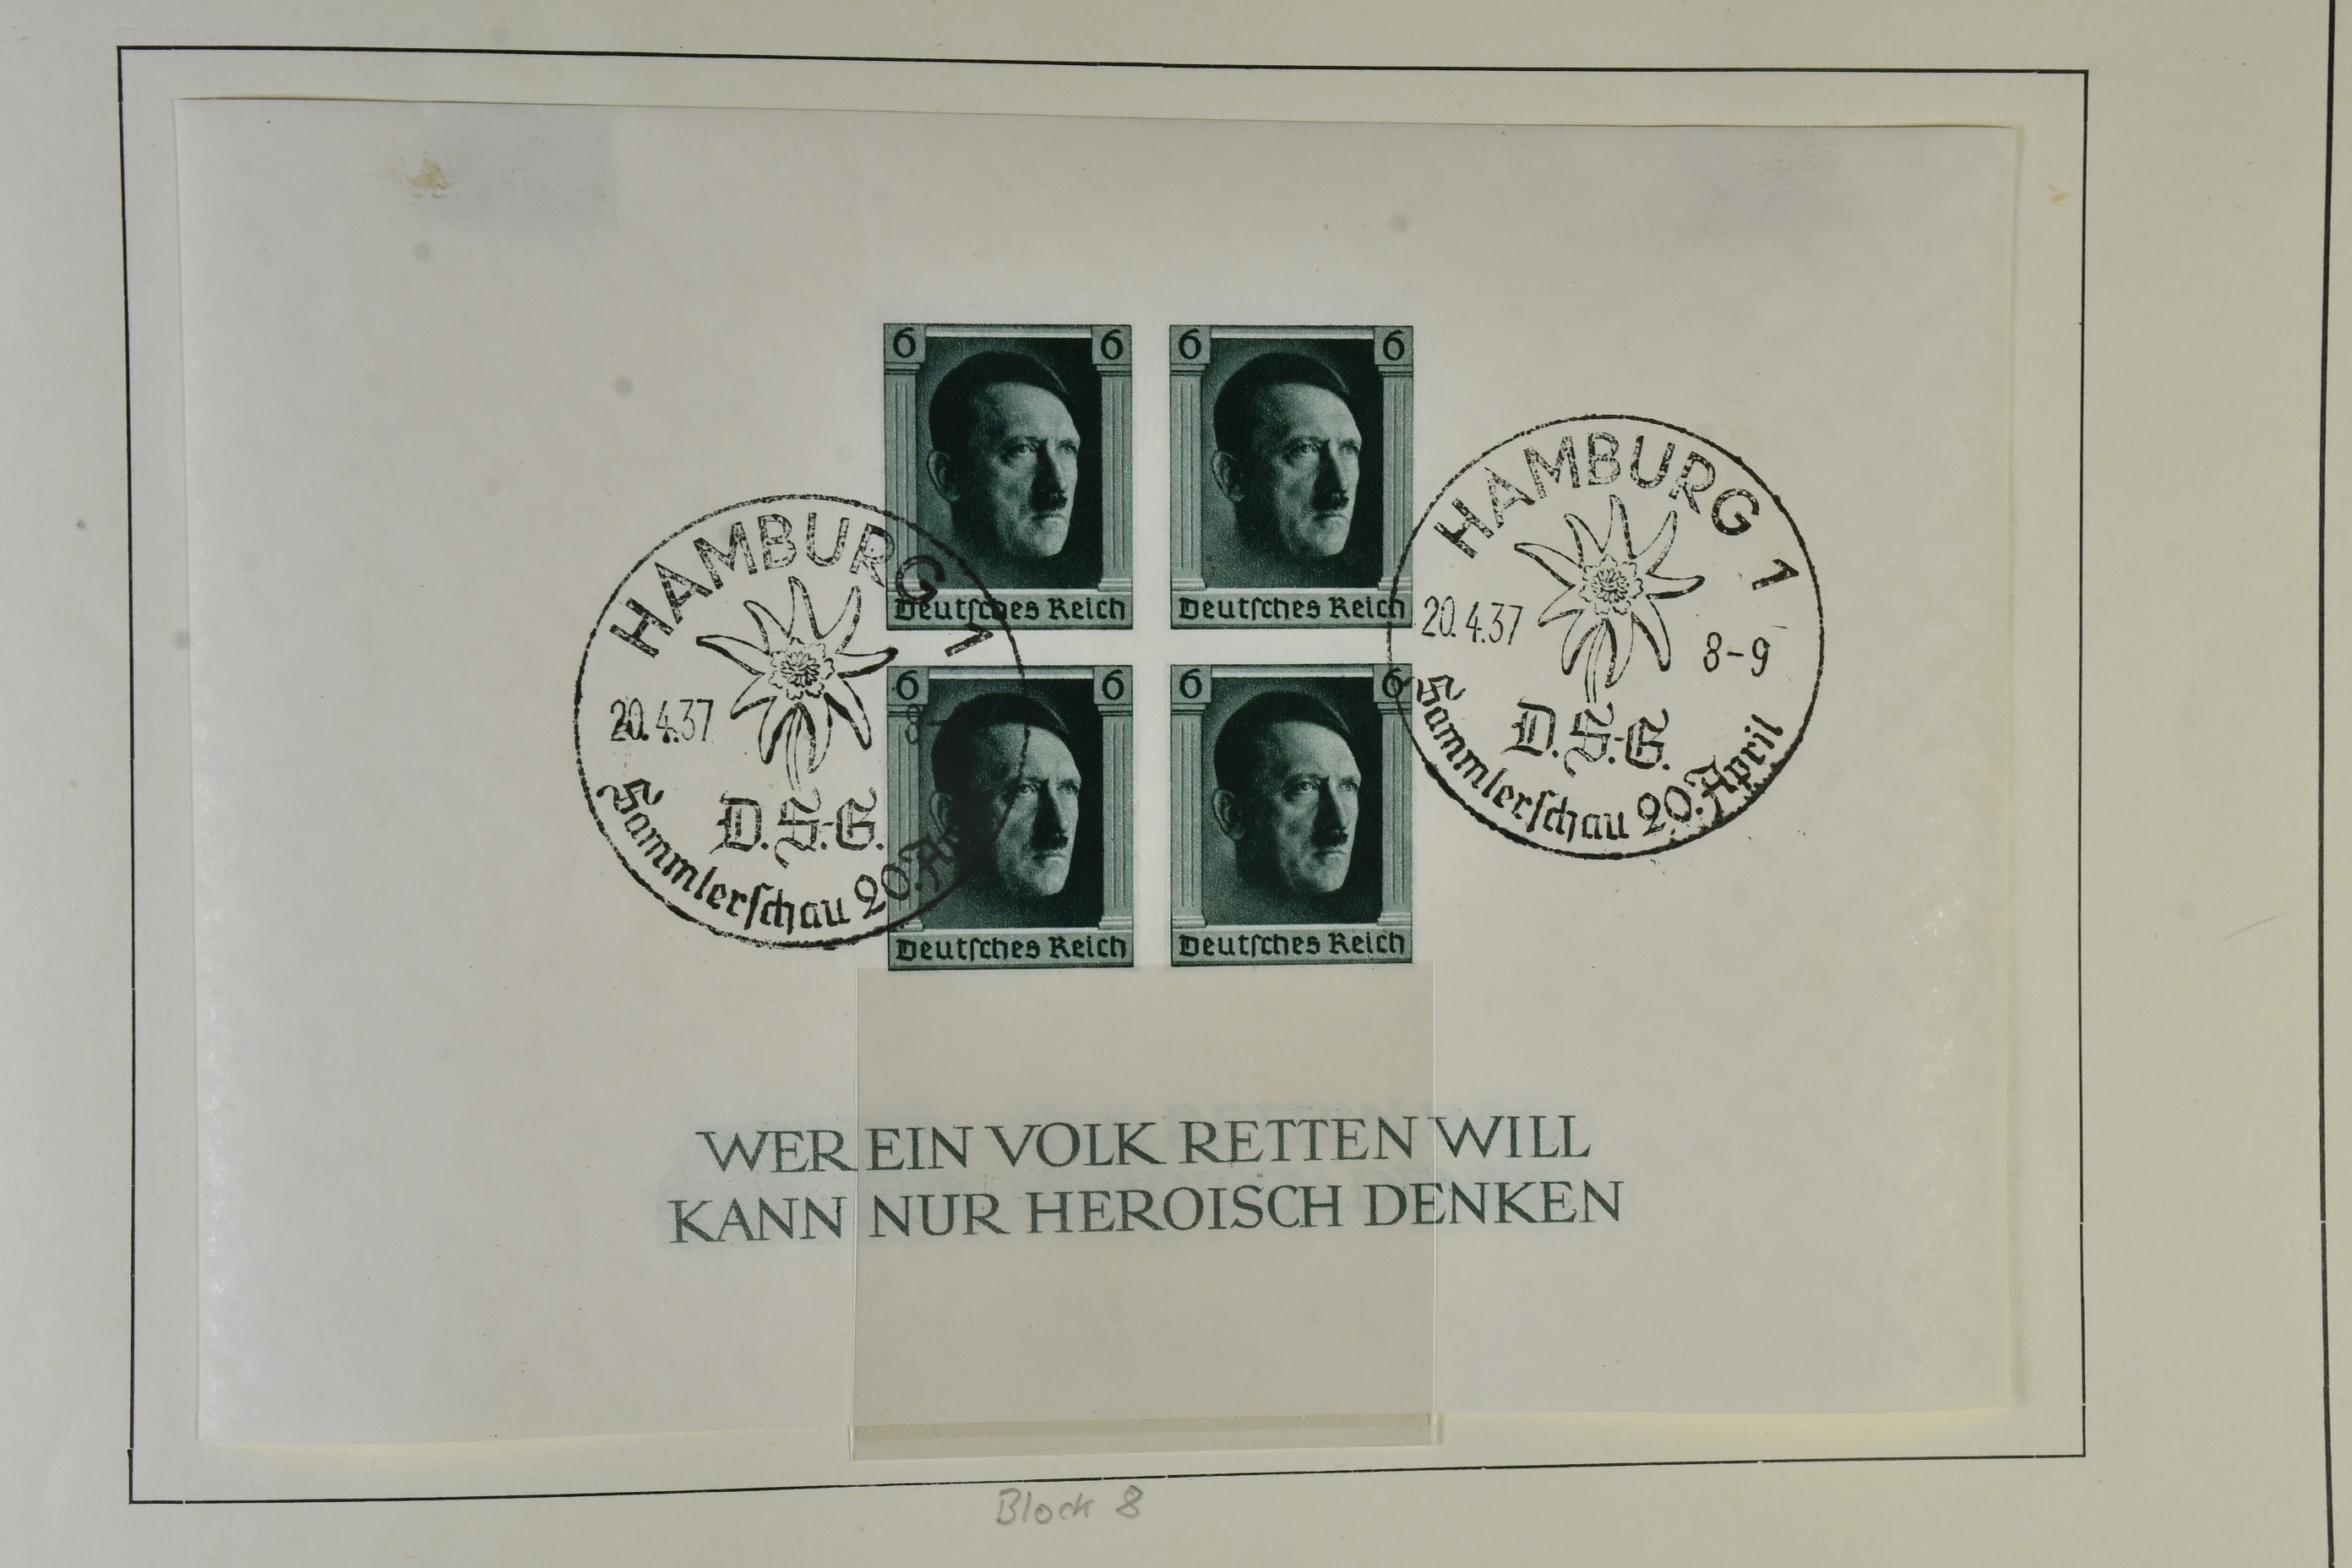 6 6
Deutsches Reich
6 6
Deutsches Reich
HAMBURG 1
20.4.37
8-9
D.S.G.
Sammlerschau 20. April
HAMBURG 1
20.4.37
8-
D.S.G.
Sammlerschau 20.
6 6
Deutsches Reich
6 6
Deutsches Reich
WER EIN VOLK RETTEN WILL
KANN NUR HEROISCH DENKEN
Block 8